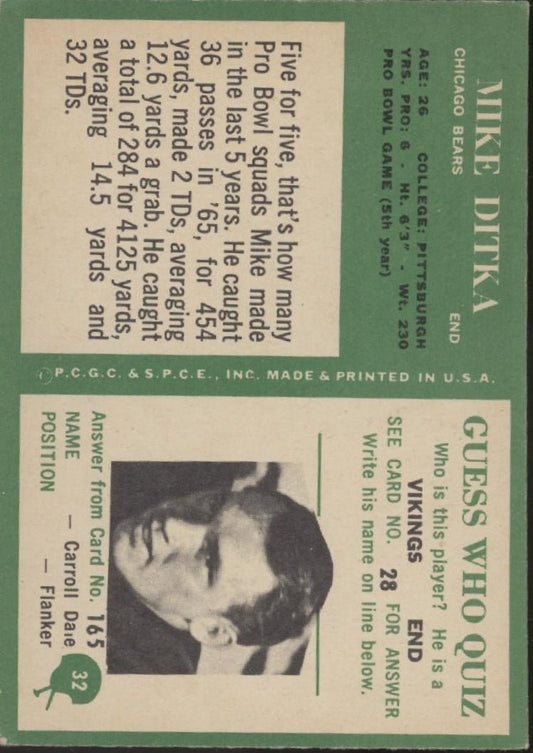 MIKE DITKA
CHICAGO BEARS END
AGE: 26 COLLEGE: PITTSBURGH
YRS. PRO: 6 . Ht. 6'3" . Wt. 230
PRO BOWL GAME (5th year)
Five for five, that's how many
Pro Bowl squads Mike made
in the last 5 years. He caught
36 passes in '65, for 454
yards, made 2 TDs, averaging
12.6 yards a grab. He caught
a total of 284 for 4125 yards,
averaging 14.5 yards and
32 TDs.
©P.C.G.C. & S.P.C.E., INC. MADE & PRINTED IN U.S.A.
GUESS WHO QUIZ
Who is this player? He is a
VIKINGS END
SEE CARD NO. 28 FOR ANSWER
Write his name on line below.
Answer from Card No. 165
NAME — Carroll Dale
POSITION — Flanker
32